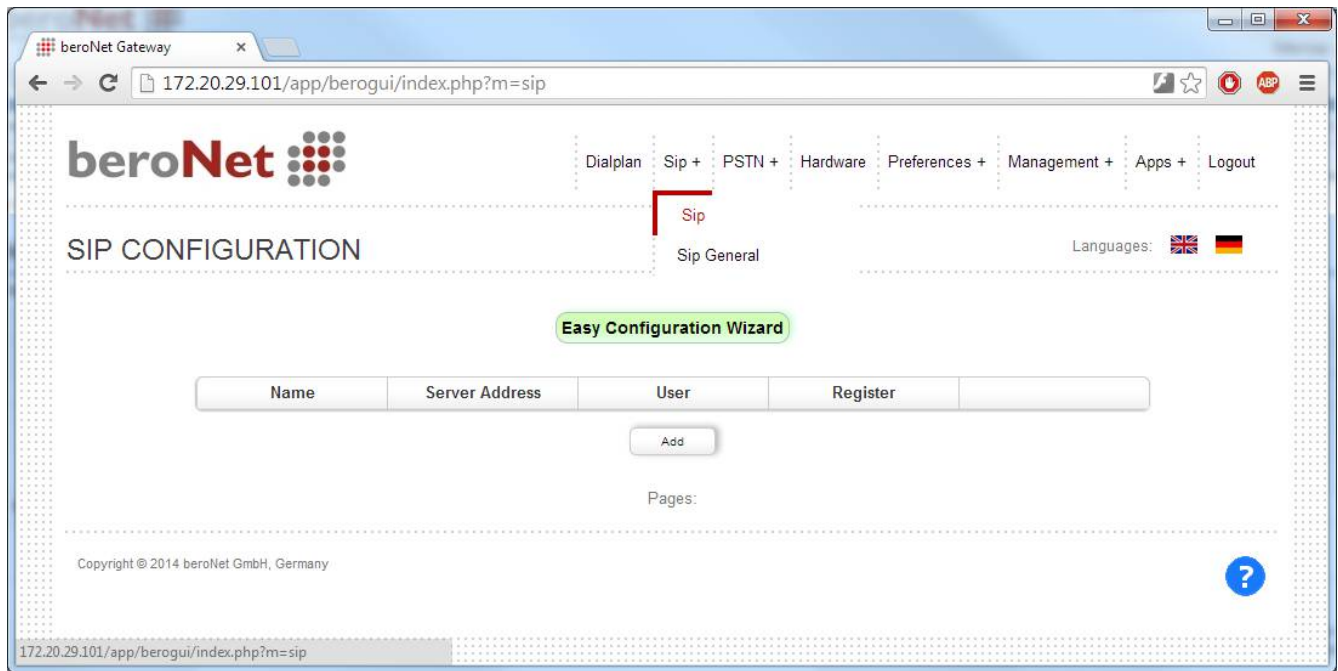 beroNet Gateway
172.20.29.101/app/berogui/index.php?m=sip
ABP
beroNet
Dialplan Sip + PSTN + Hardware Preferences + Management + Apps + Logout
Sip
Sip General
SIP CONFIGURATION
Languages:
Easy Configuration Wizard
Name Server Address User Register
Add
Pages:
Copyright © 2014 beroNet GmbH, Germany
?
172.20.29.101/app/berogui/index.php?m=sip